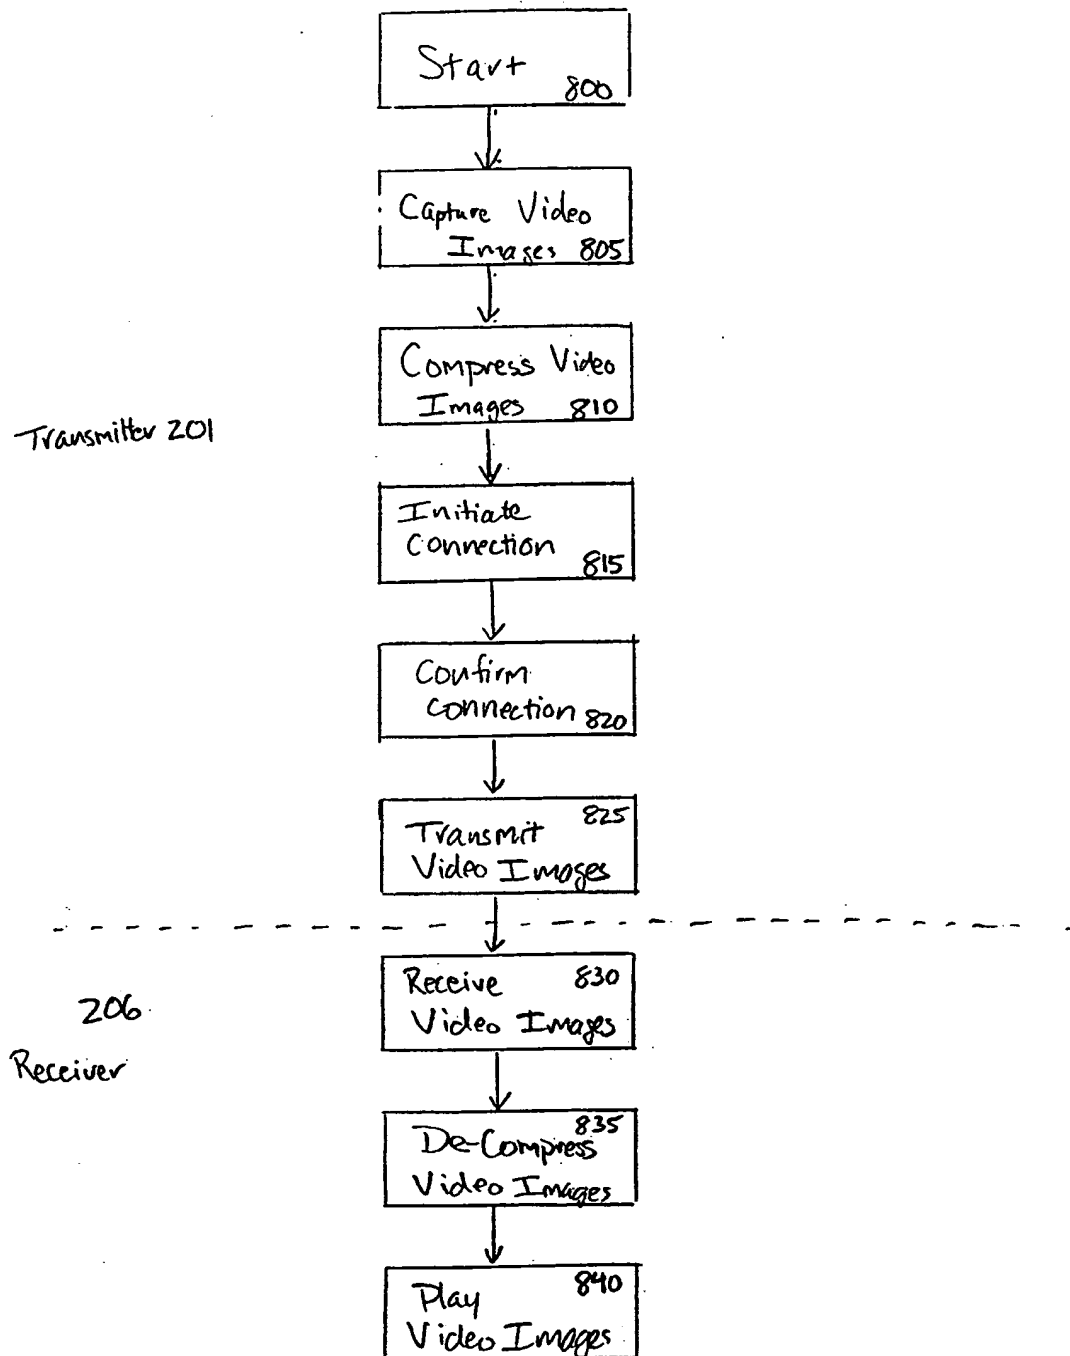 Start
800
Capture Video
Images 805
Compress Video
Images 810
Transmitter 201
Initiate
Connection
815
Confirm
Connection 820
825
Transmit
Video Images
Receive 830
Video Images
206
Receiver
835
De-Compress
Video Images
840
Play
Video Images